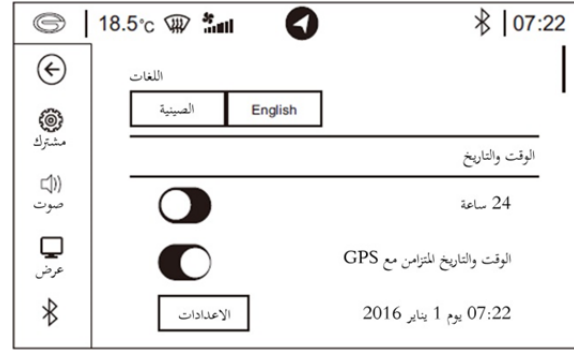 18.5°c
07:22
اللغات
الصينية English
الوقت والتاريخ
24 ساعة
الوقت والتاريخ المتزامن مع GPS
07:22 يوم 1 يناير 2016
الاعدادات
مشترك
صوت
عرض